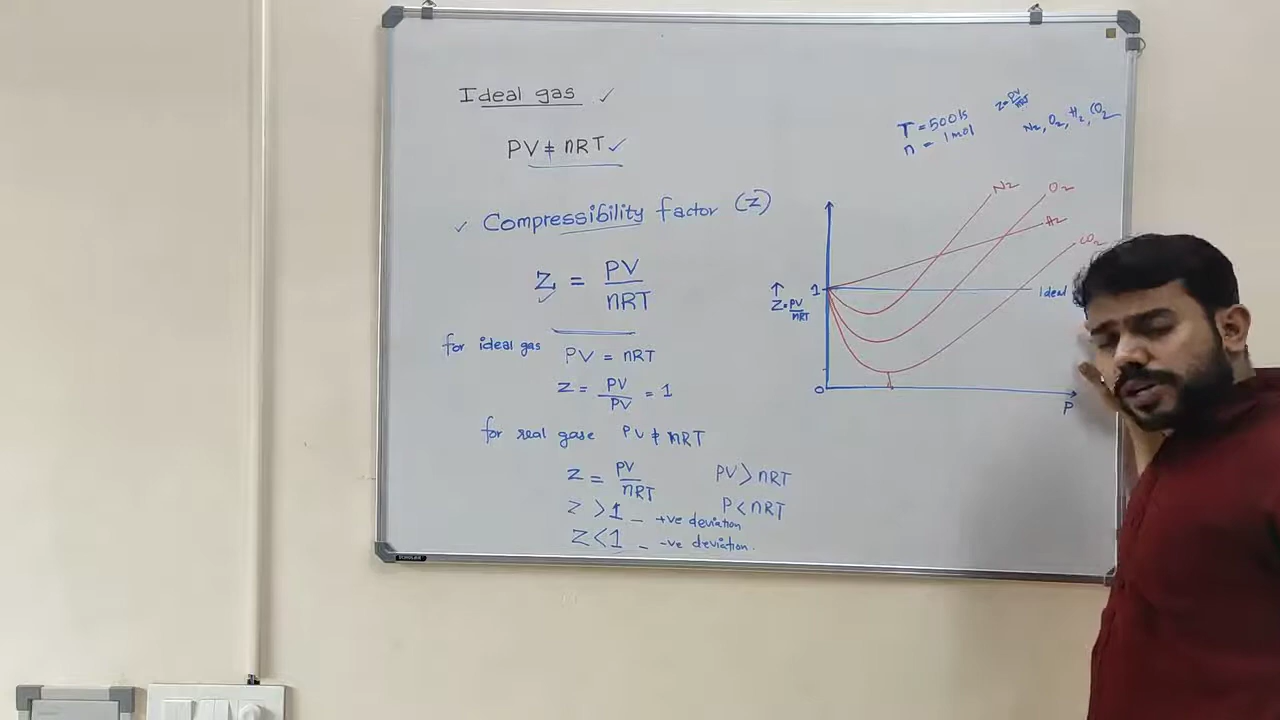 Ideal gas ✓
PV ≠ nRT ✓
✓ Compressibility factor (Z)
Z = PV/nRT
for ideal gas PV = nRT
Z = PV/PV = 1
for real gase PV ≠ nRT
Z = PV/nRT PV > nRT
Z > 1 - +ve deviation P < nRT
Z < 1 - -ve deviation.
T = 500k Z = PV/nRT
n = 1 mol N2, O2, H2, CO2
N2 O2
H2
CO2
↑ 1 Ideal
Z = PV/nRT
0
P